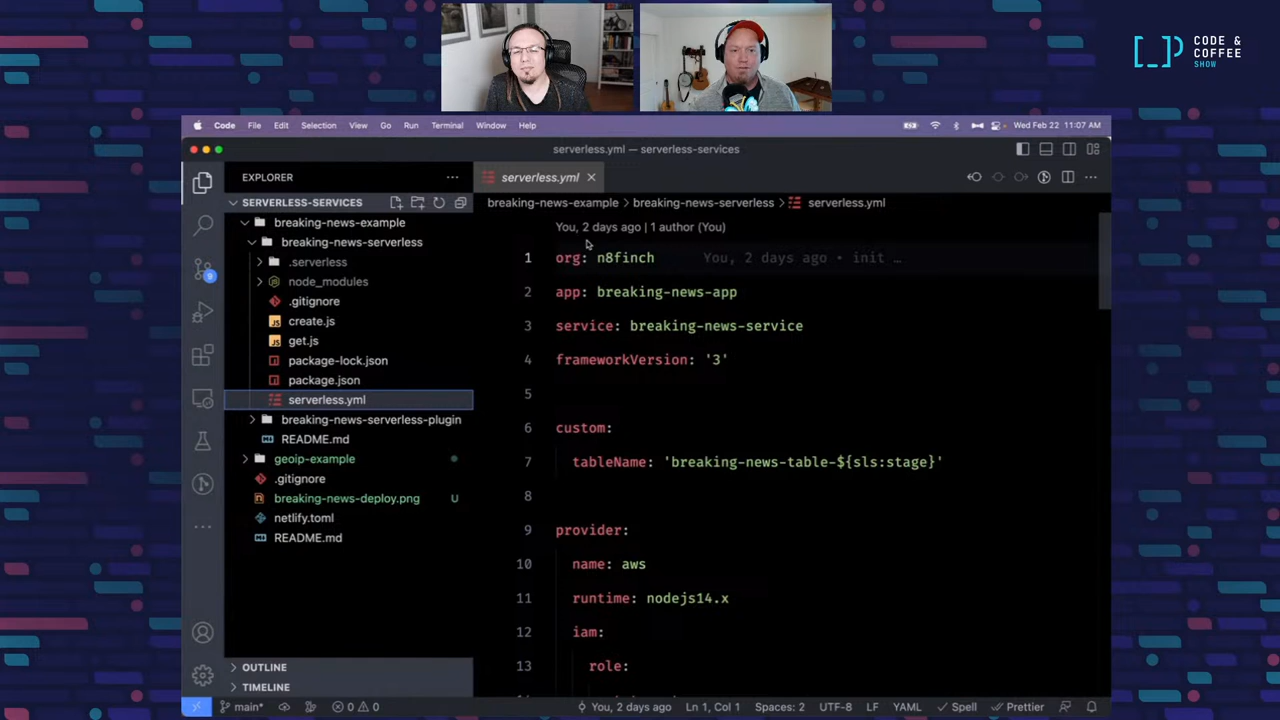 CODE &
COFFEE
SHOW
Code File Edit Selection View Go Run Terminal Window Help Wed Feb 22 11:07 AM
serverless.yml — serverless-services
EXPLORER
serverless.yml
SERVERLESS-SERVICES
breaking-news-example > breaking-news-serverless > serverless.yml
breaking-news-example
breaking-news-serverless
.serverless
node_modules
.gitignore
create.js
get.js
package-lock.json
package.json
serverless.yml
breaking-news-serverless-plugin
README.md
geoip-example
.gitignore
breaking-news-deploy.png U
netlify.toml
README.md
OUTLINE
TIMELINE
You, 2 days ago | 1 author (You)
1 org: n8finch You, 2 days ago • init …
2 app: breaking-news-app
3 service: breaking-news-service
4 frameworkVersion: '3'
5
6 custom:
7 tableName: 'breaking-news-table-${sls:stage}'
8
9 provider:
10 name: aws
11 runtime: nodejs14.x
12 iam:
13 role:
9
main* 0 0 You, 2 days ago Ln 1, Col 1 Spaces: 2 UTF-8 LF YAML Spell Prettier